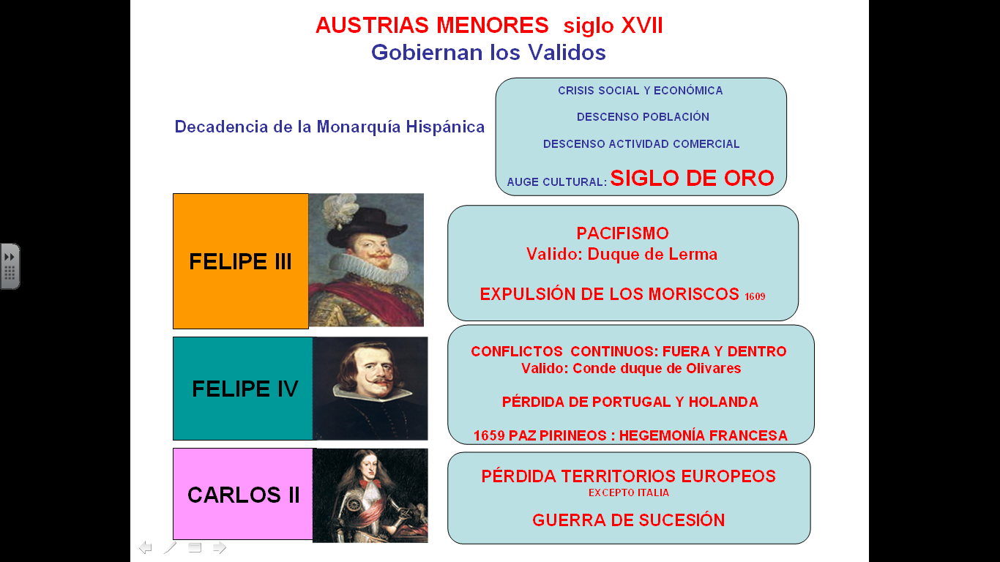 AUSTRIAS MENORES siglo XVII
Gobiernan los Validos
Decadencia de la Monarquía Hispánica
CRISIS SOCIAL Y ECONÓMICA
DESCENSO POBLACIÓN
DESCENSO ACTIVIDAD COMERCIAL
AUGE CULTURAL: SIGLO DE ORO
FELIPE III
PACIFISMO
Valido: Duque de Lerma
EXPULSIÓN DE LOS MORISCOS 1609
FELIPE IV
CONFLICTOS CONTINUOS: FUERA Y DENTRO
Valido: Conde duque de Olivares
PÉRDIDA DE PORTUGAL Y HOLANDA
1659 PAZ PIRINEOS : HEGEMONÍA FRANCESA
CARLOS II
PÉRDIDA TERRITORIOS EUROPEOS
EXCEPTO ITALIA
GUERRA DE SUCESIÓN